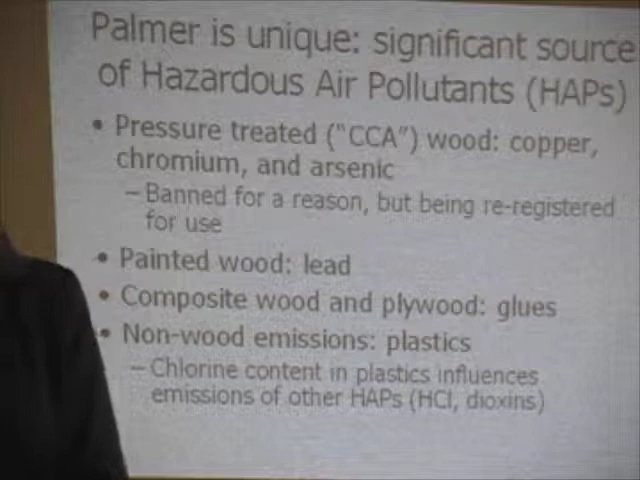 Palmer is unique: significant source
of Hazardous Air Pollutants (HAPs)
• Pressure treated ("CCA") wood: copper,
chromium, and arsenic
– Banned for a reason, but being re-registered
for use
• Painted wood: lead
• Composite wood and plywood: glues
• Non-wood emissions: plastics
– Chlorine content in plastics influences
emissions of other HAPs (HCl, dioxins)